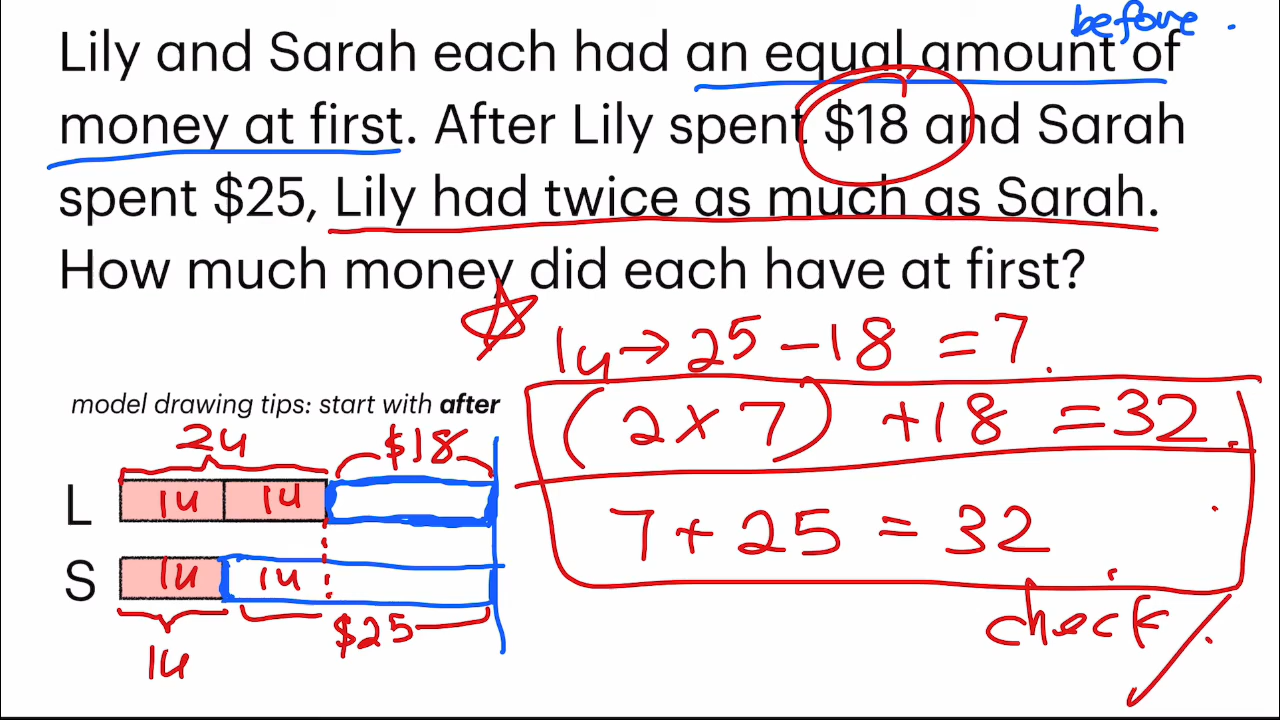 before.
Lily and Sarah each had an equal amount of
money at first. After Lily spent $18 and Sarah
spent $25, Lily had twice as much as Sarah.
How much money did each have at first?
1u → 25 - 18 = 7.
model drawing tips: start with after
(2 x 7) + 18 = 32.
2u $18
L 1u 1u
7 + 25 = 32
S 1u 1u
$25
1u
check